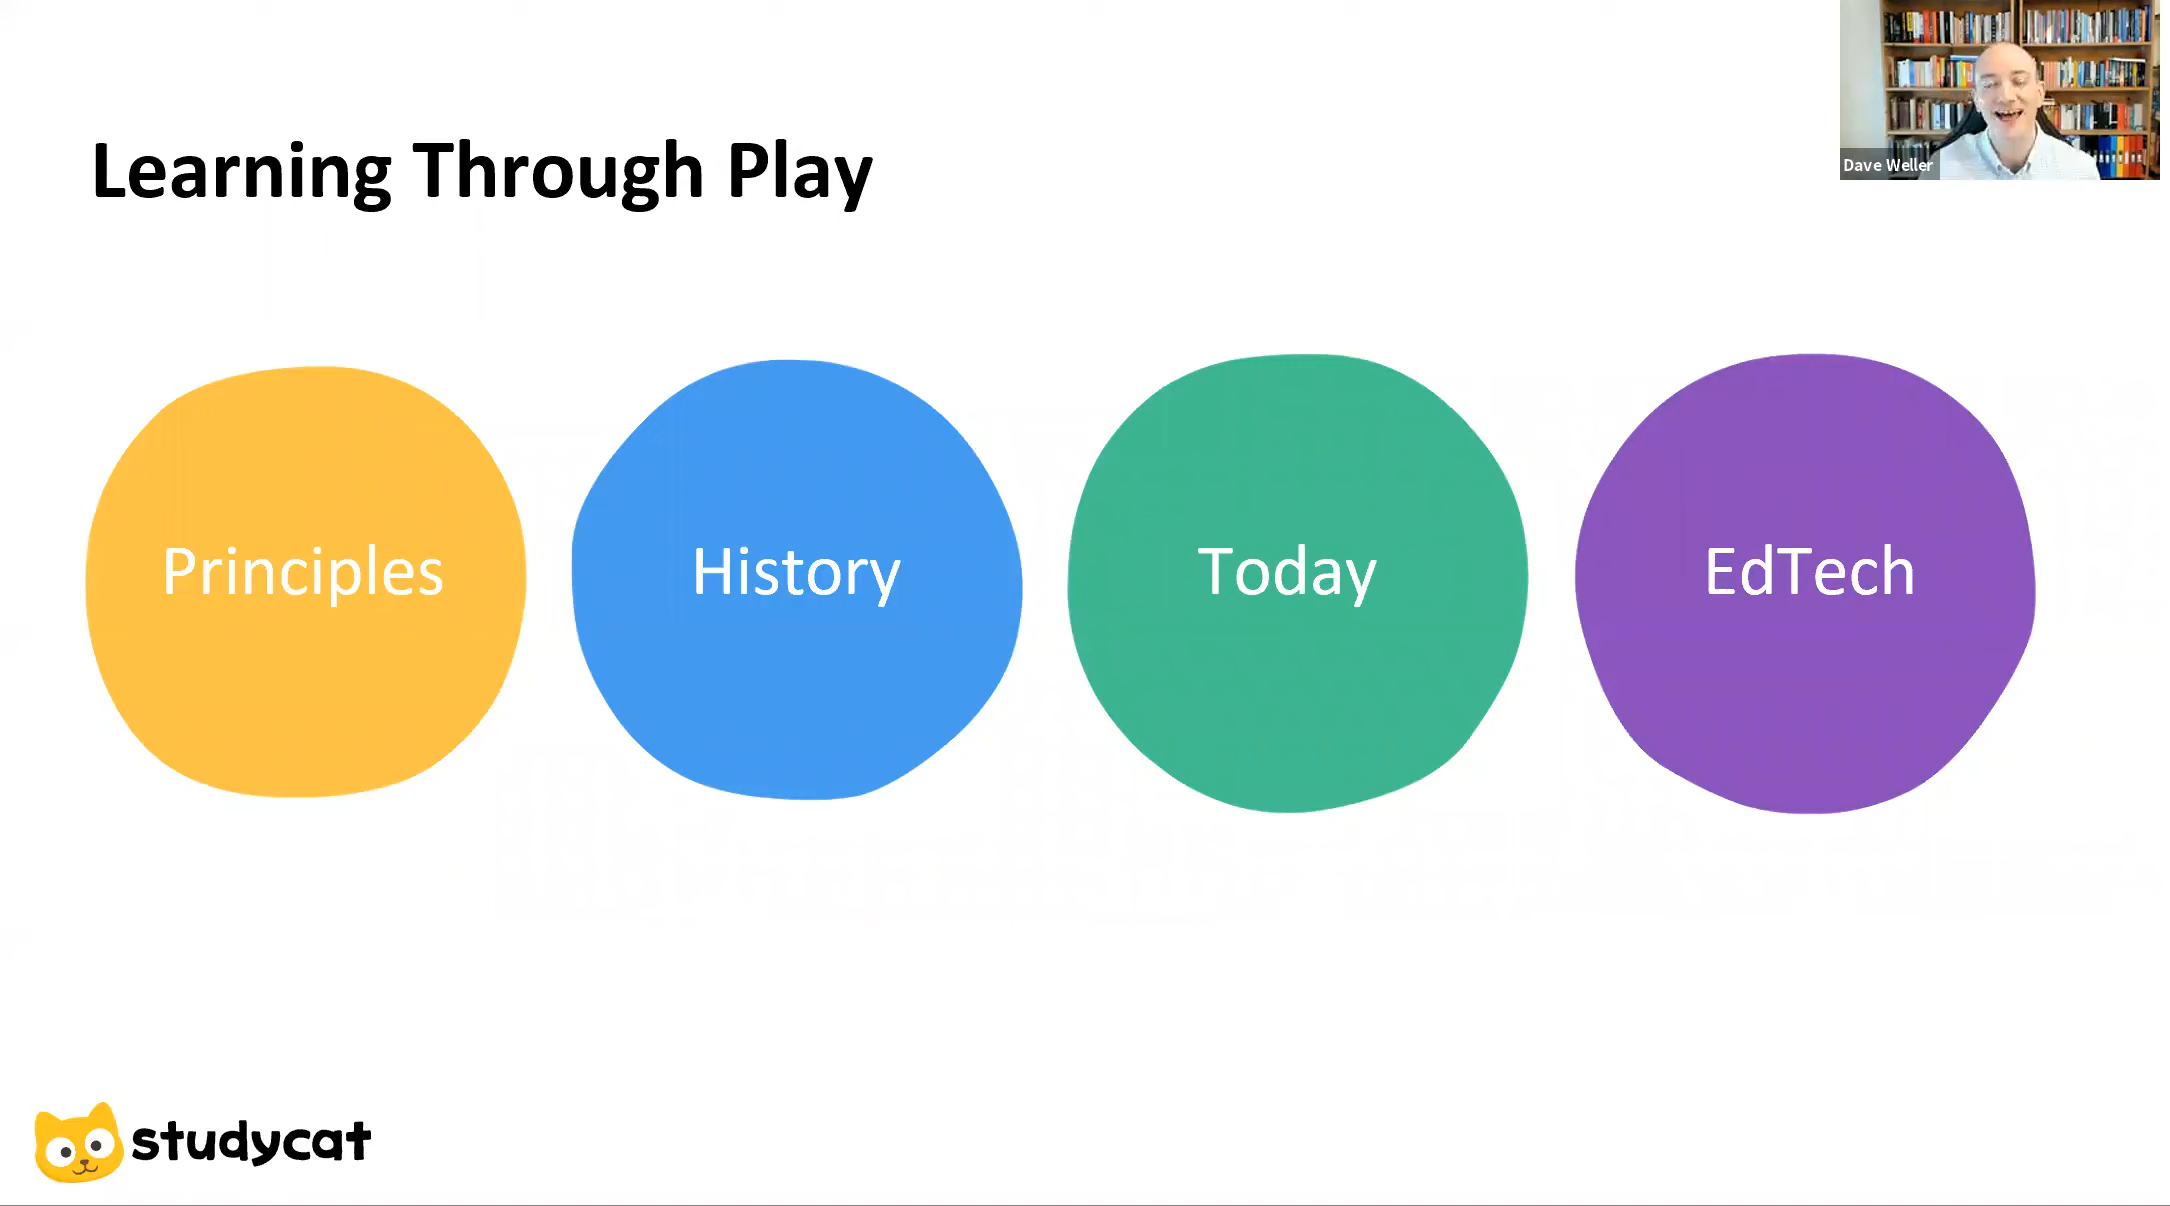 Dave Weller
Learning Through Play
Principles
History
Today
EdTech
studycat